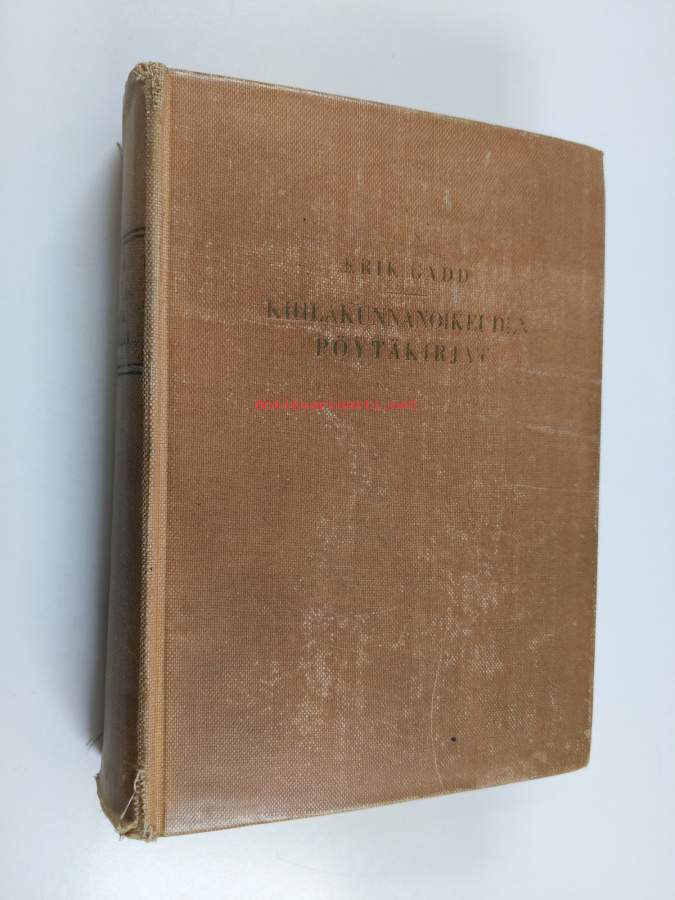 ERIK GADD
KIHLAKUNNANOIKEUDEN
PÖYTÄKIRJAT